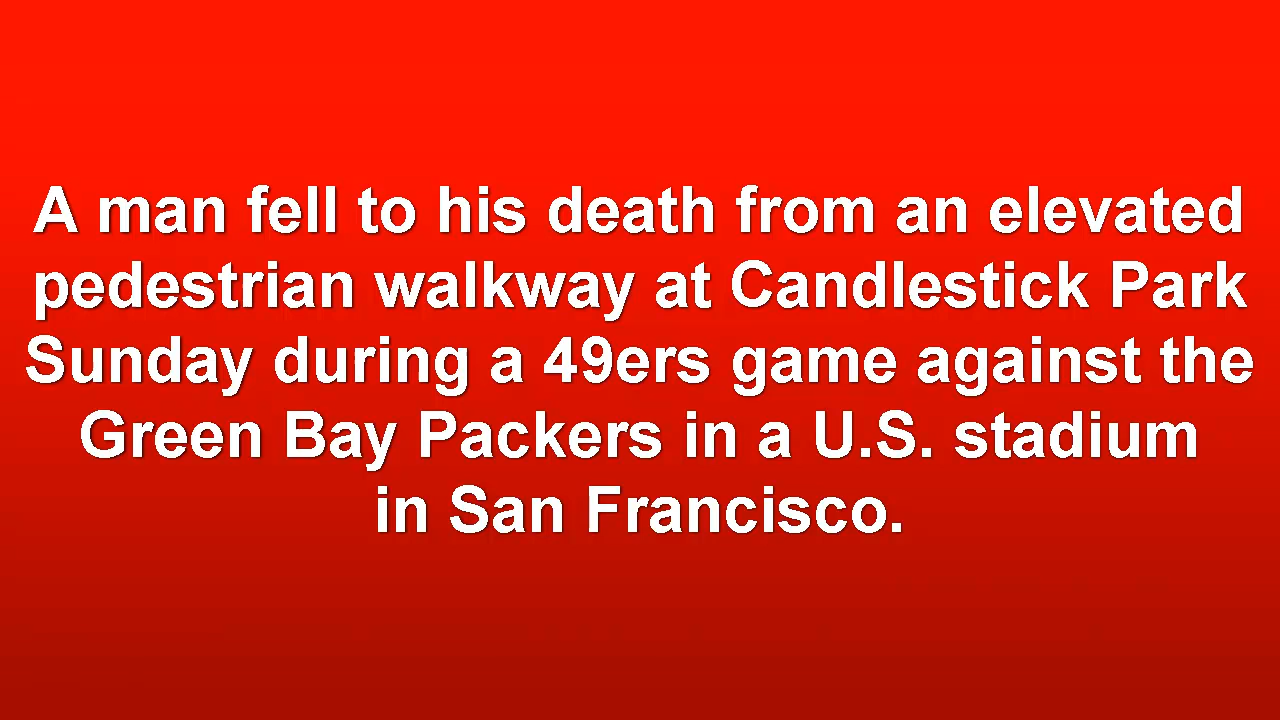 A man fell to his death from an elevated
pedestrian walkway at Candlestick Park
Sunday during a 49ers game against the
Green Bay Packers in a U.S. stadium
in San Francisco.